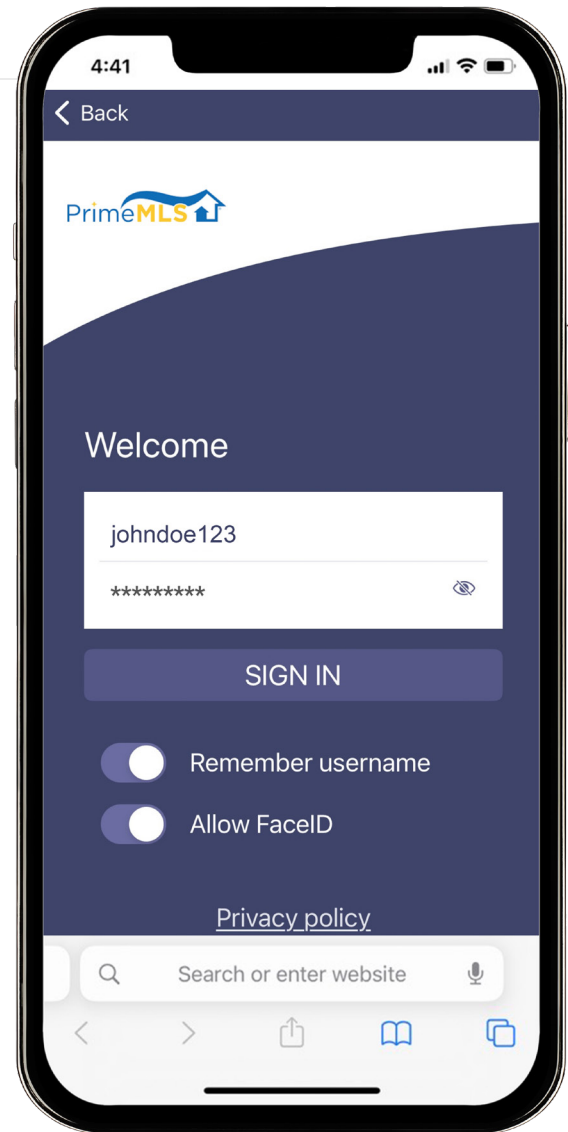 4:41
Back
PrimeMLS
Welcome
johndoe123
*********
SIGN IN
Remember username
Allow FaceID
Privacy policy
Search or enter website